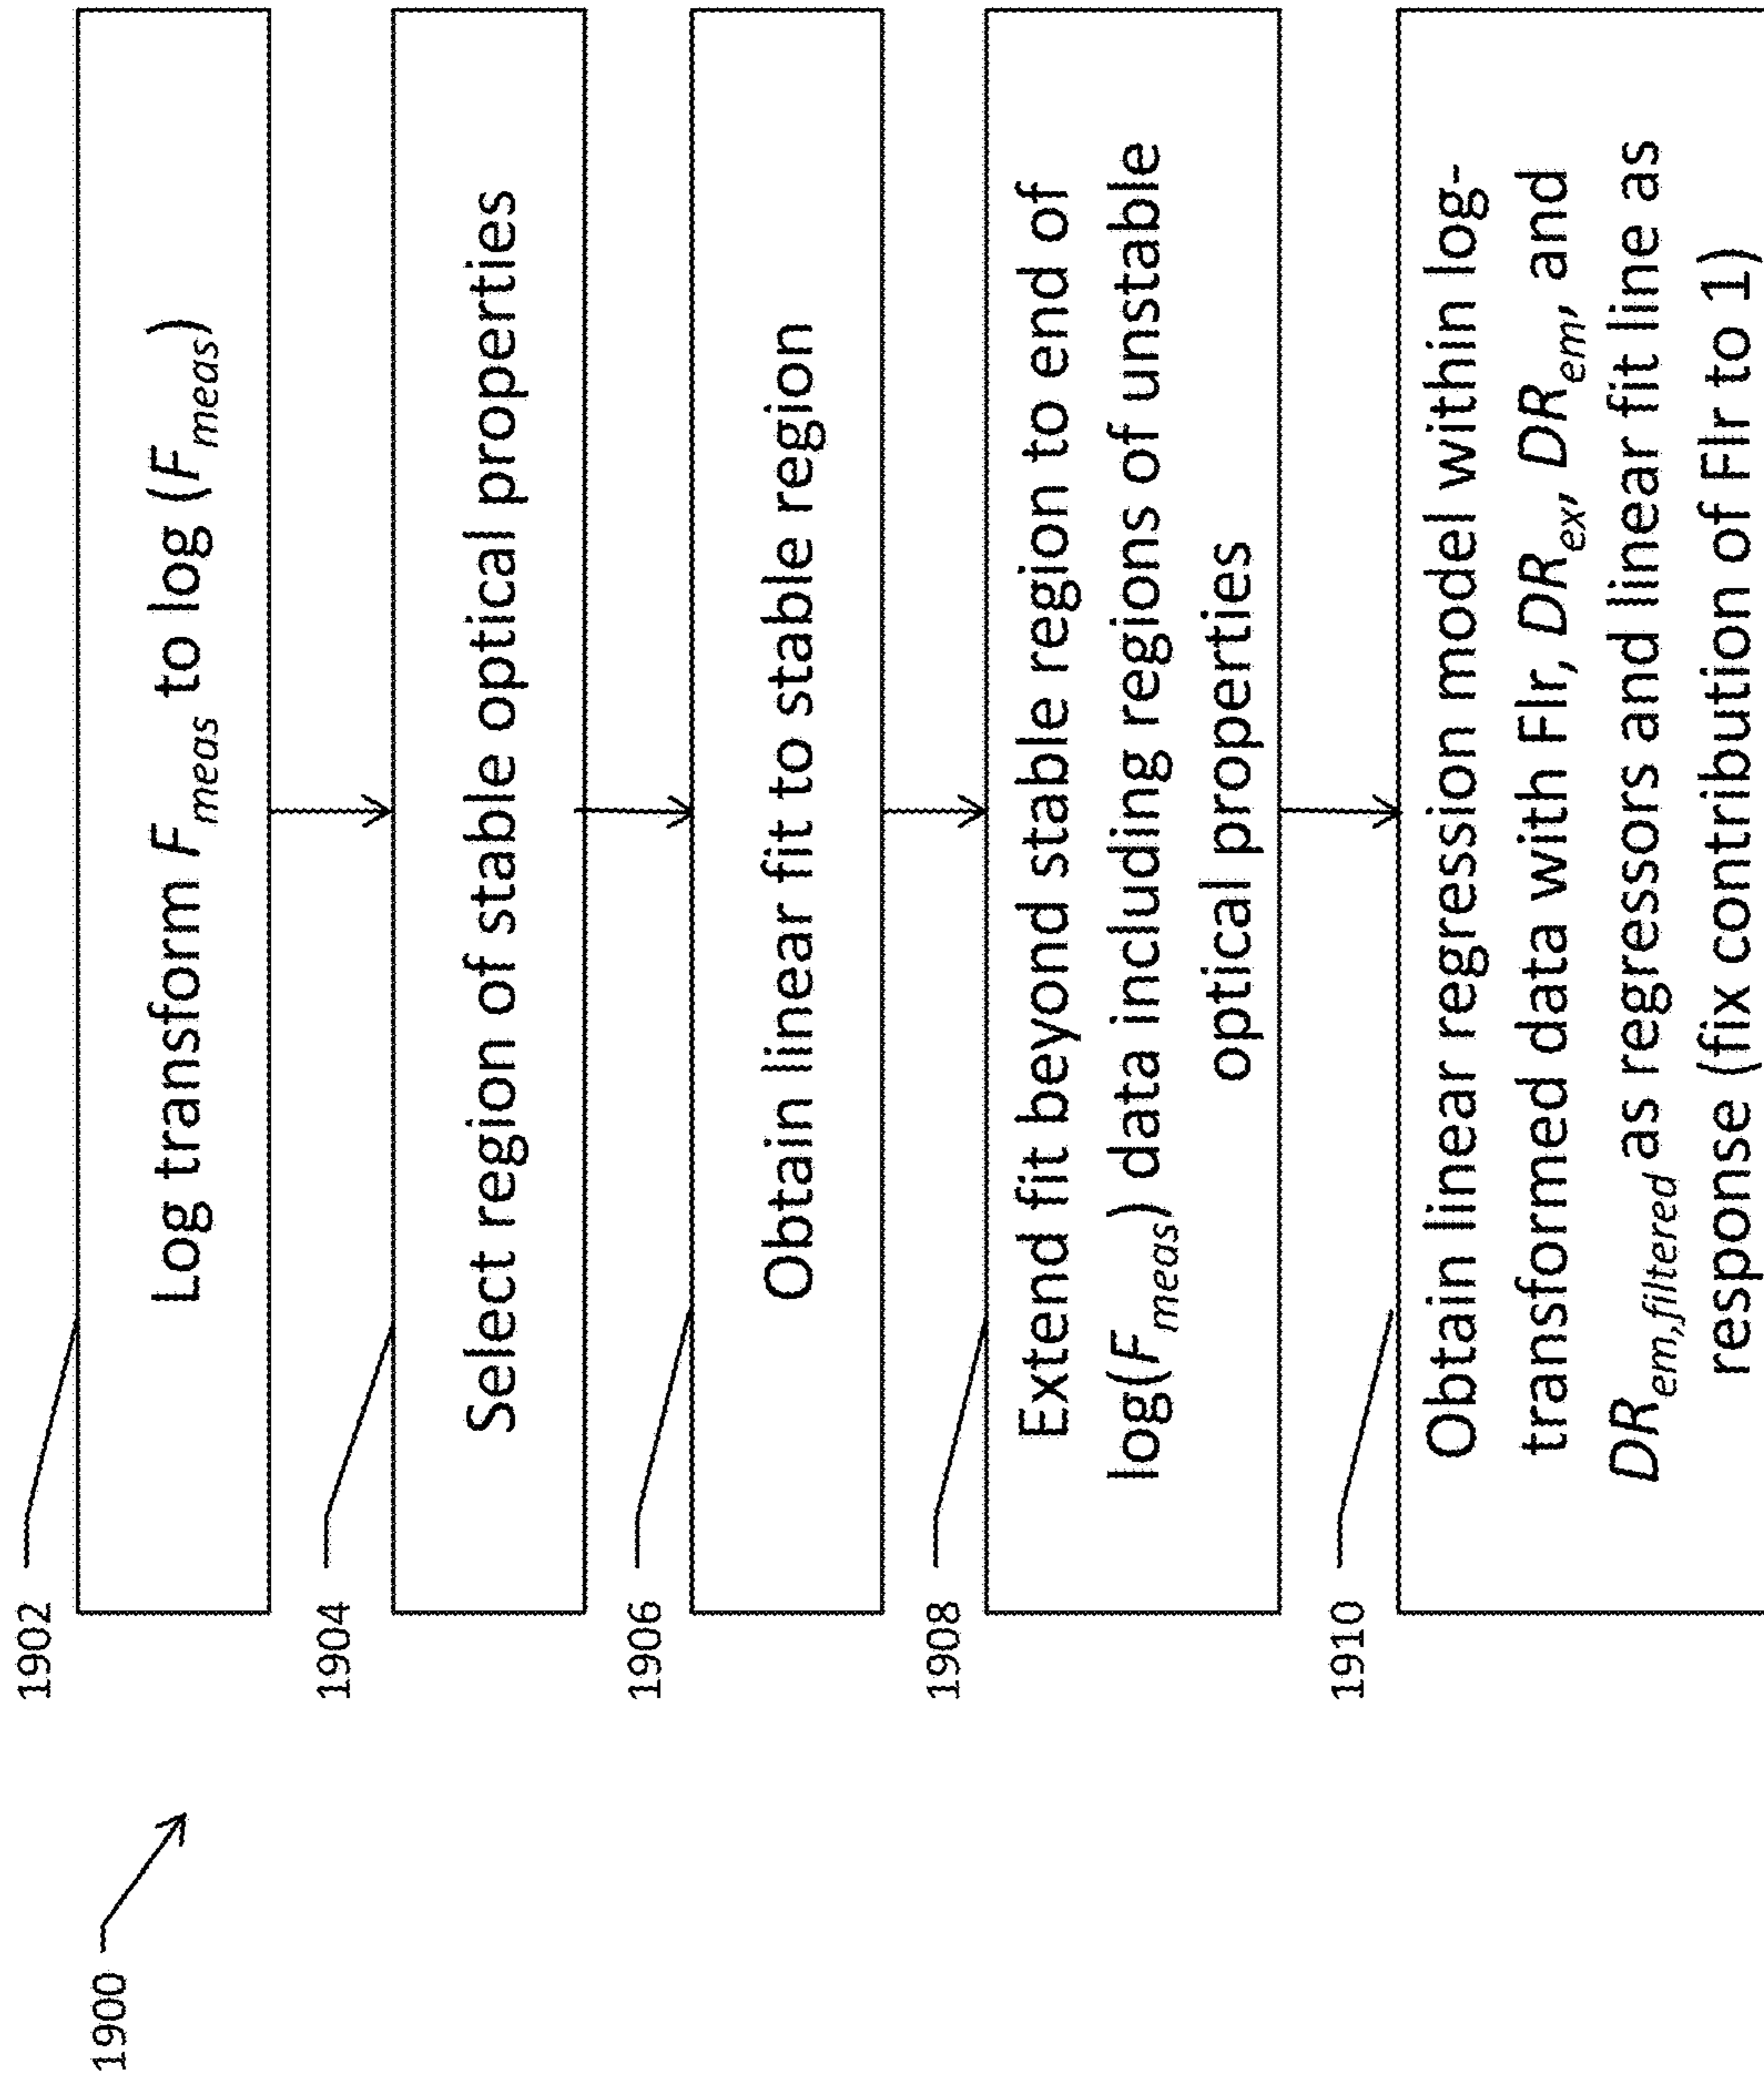 1900
1902
Log transform F_meas to log (F_meas)
1904
Select region of stable optical properties
1906
Obtain linear fit to stable region
1908
Extend fit beyond stable region to end of
log(F_meas) data including regions of unstable
optical properties
1910
Obtain linear regression model within log-
transformed data with Flr, DR_ex, DR_em, and
DR_em,filtered as regressors and linear fit line as
response (fix contribution of Flr to 1)